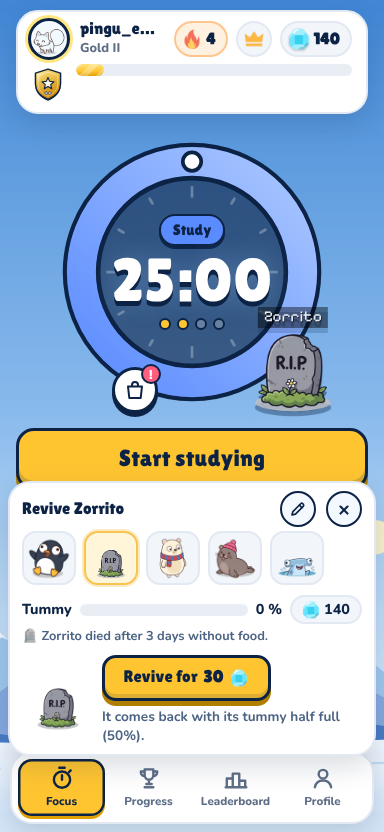 pingu_e...
Gold II
4
140
Study
25:00
Zorrito
R.I.P.
!
Start studying
Revive Zorrito
R.I.P
Tummy
0 %
140
Zorrito died after 3 days without food.
Revive for 30
R.I.P
It comes back with its tummy half full
(50%).
Focus
Progress
Leaderboard
Profile